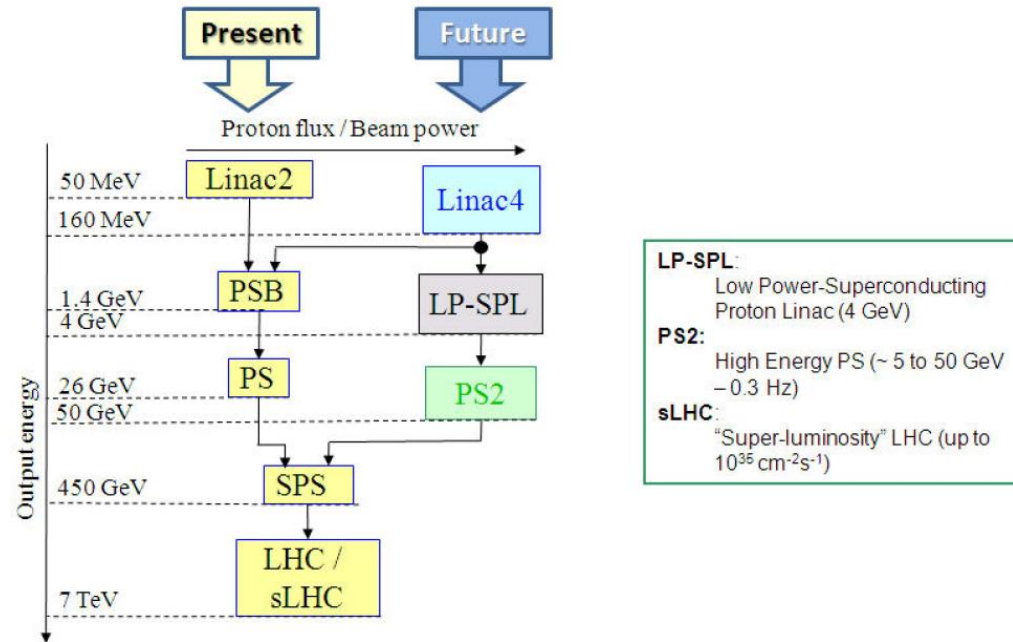 Present
Future
Proton flux / Beam power
Output energy
50 MeV
Linac2
160 MeV
Linac4
1.4 GeV
PSB
4 GeV
LP-SPL
26 GeV
PS
50 GeV
PS2
450 GeV
SPS
LHC /
sLHC
7 TeV
LP-SPL:
Low Power-Superconducting
Proton Linac (4 GeV)
PS2:
High Energy PS (~ 5 to 50 GeV
– 0.3 Hz)
sLHC:
“Super-luminosity” LHC (up to
10³⁵ cm⁻²s⁻¹)